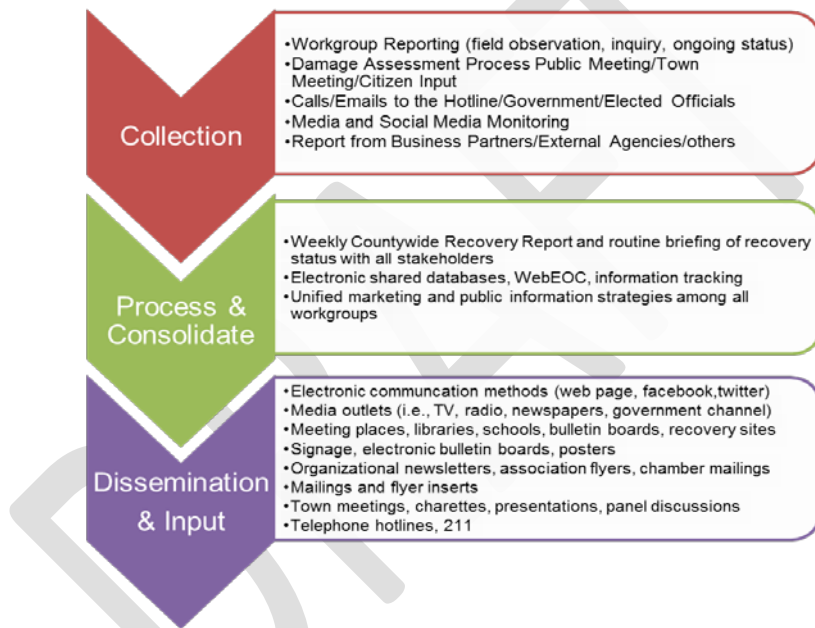 Collection
•Workgroup Reporting (field observation, inquiry, ongoing status)
•Damage Assessment Process Public Meeting/Town
Meeting/Citizen Input
•Calls/Emails to the Hotline/Government/Elected Officials
•Media and Social Media Monitoring
•Report from Business Partners/External Agencies/others
Process &
Consolidate
•Weekly Countywide Recovery Report and routine briefing of recovery
status with all stakeholders
•Electronic shared databases, WebEOC, information tracking
•Unified marketing and public information strategies among all
workgroups
Dissemination
& Input
•Electronic communcation methods (web page, facebook,twitter)
•Media outlets (i.e., TV, radio, newspapers, government channel)
•Meeting places, libraries, schools, bulletin boards, recovery sites
•Signage, electronic bulletin boards, posters
•Organizational newsletters, association flyers, chamber mailings
•Mailings and flyer inserts
•Town meetings, charettes, presentations, panel discussions
•Telephone hotlines, 211
DRAFT